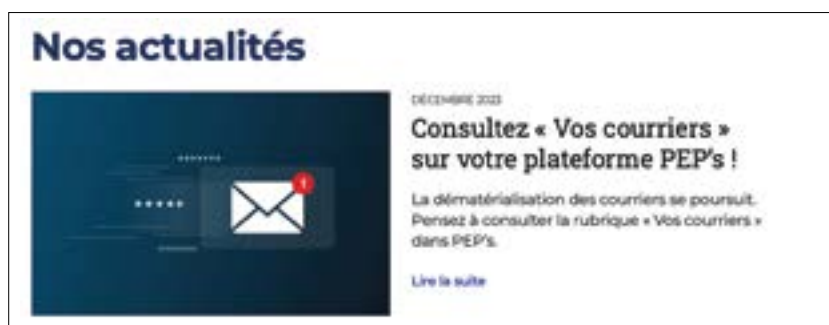 Nos actualités
DÉCEMBRE 2023
Consultez « Vos courriers »
sur votre plateforme PEP's !
La dématérialisation des courriers se poursuit.
Pensez à consulter la rubrique « Vos courriers »
dans PEP's.
Lire la suite